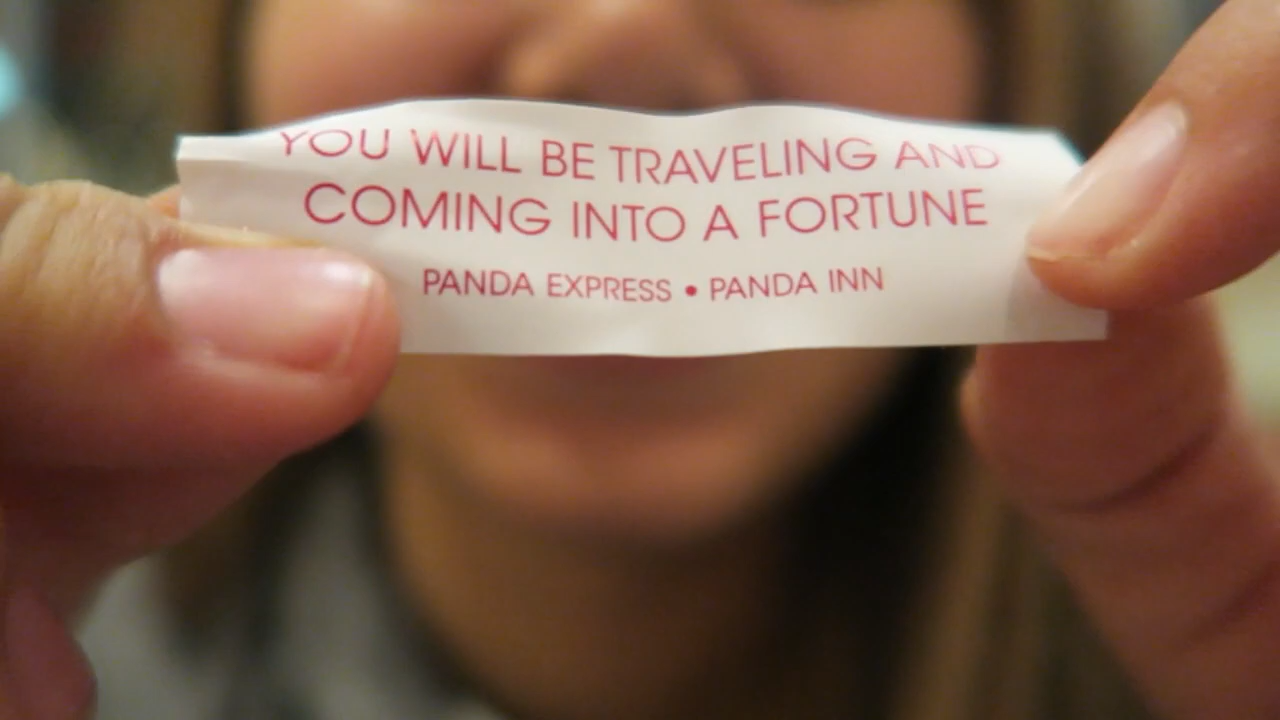 YOU WILL BE TRAVELING AND
COMING INTO A FORTUNE
PANDA EXPRESS • PANDA INN